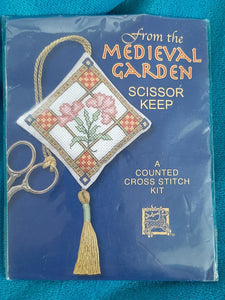 From the
MEDIEVAL
GARDEN
SCISSOR
KEEP
A
COUNTED
CROSS STITCH
KIT